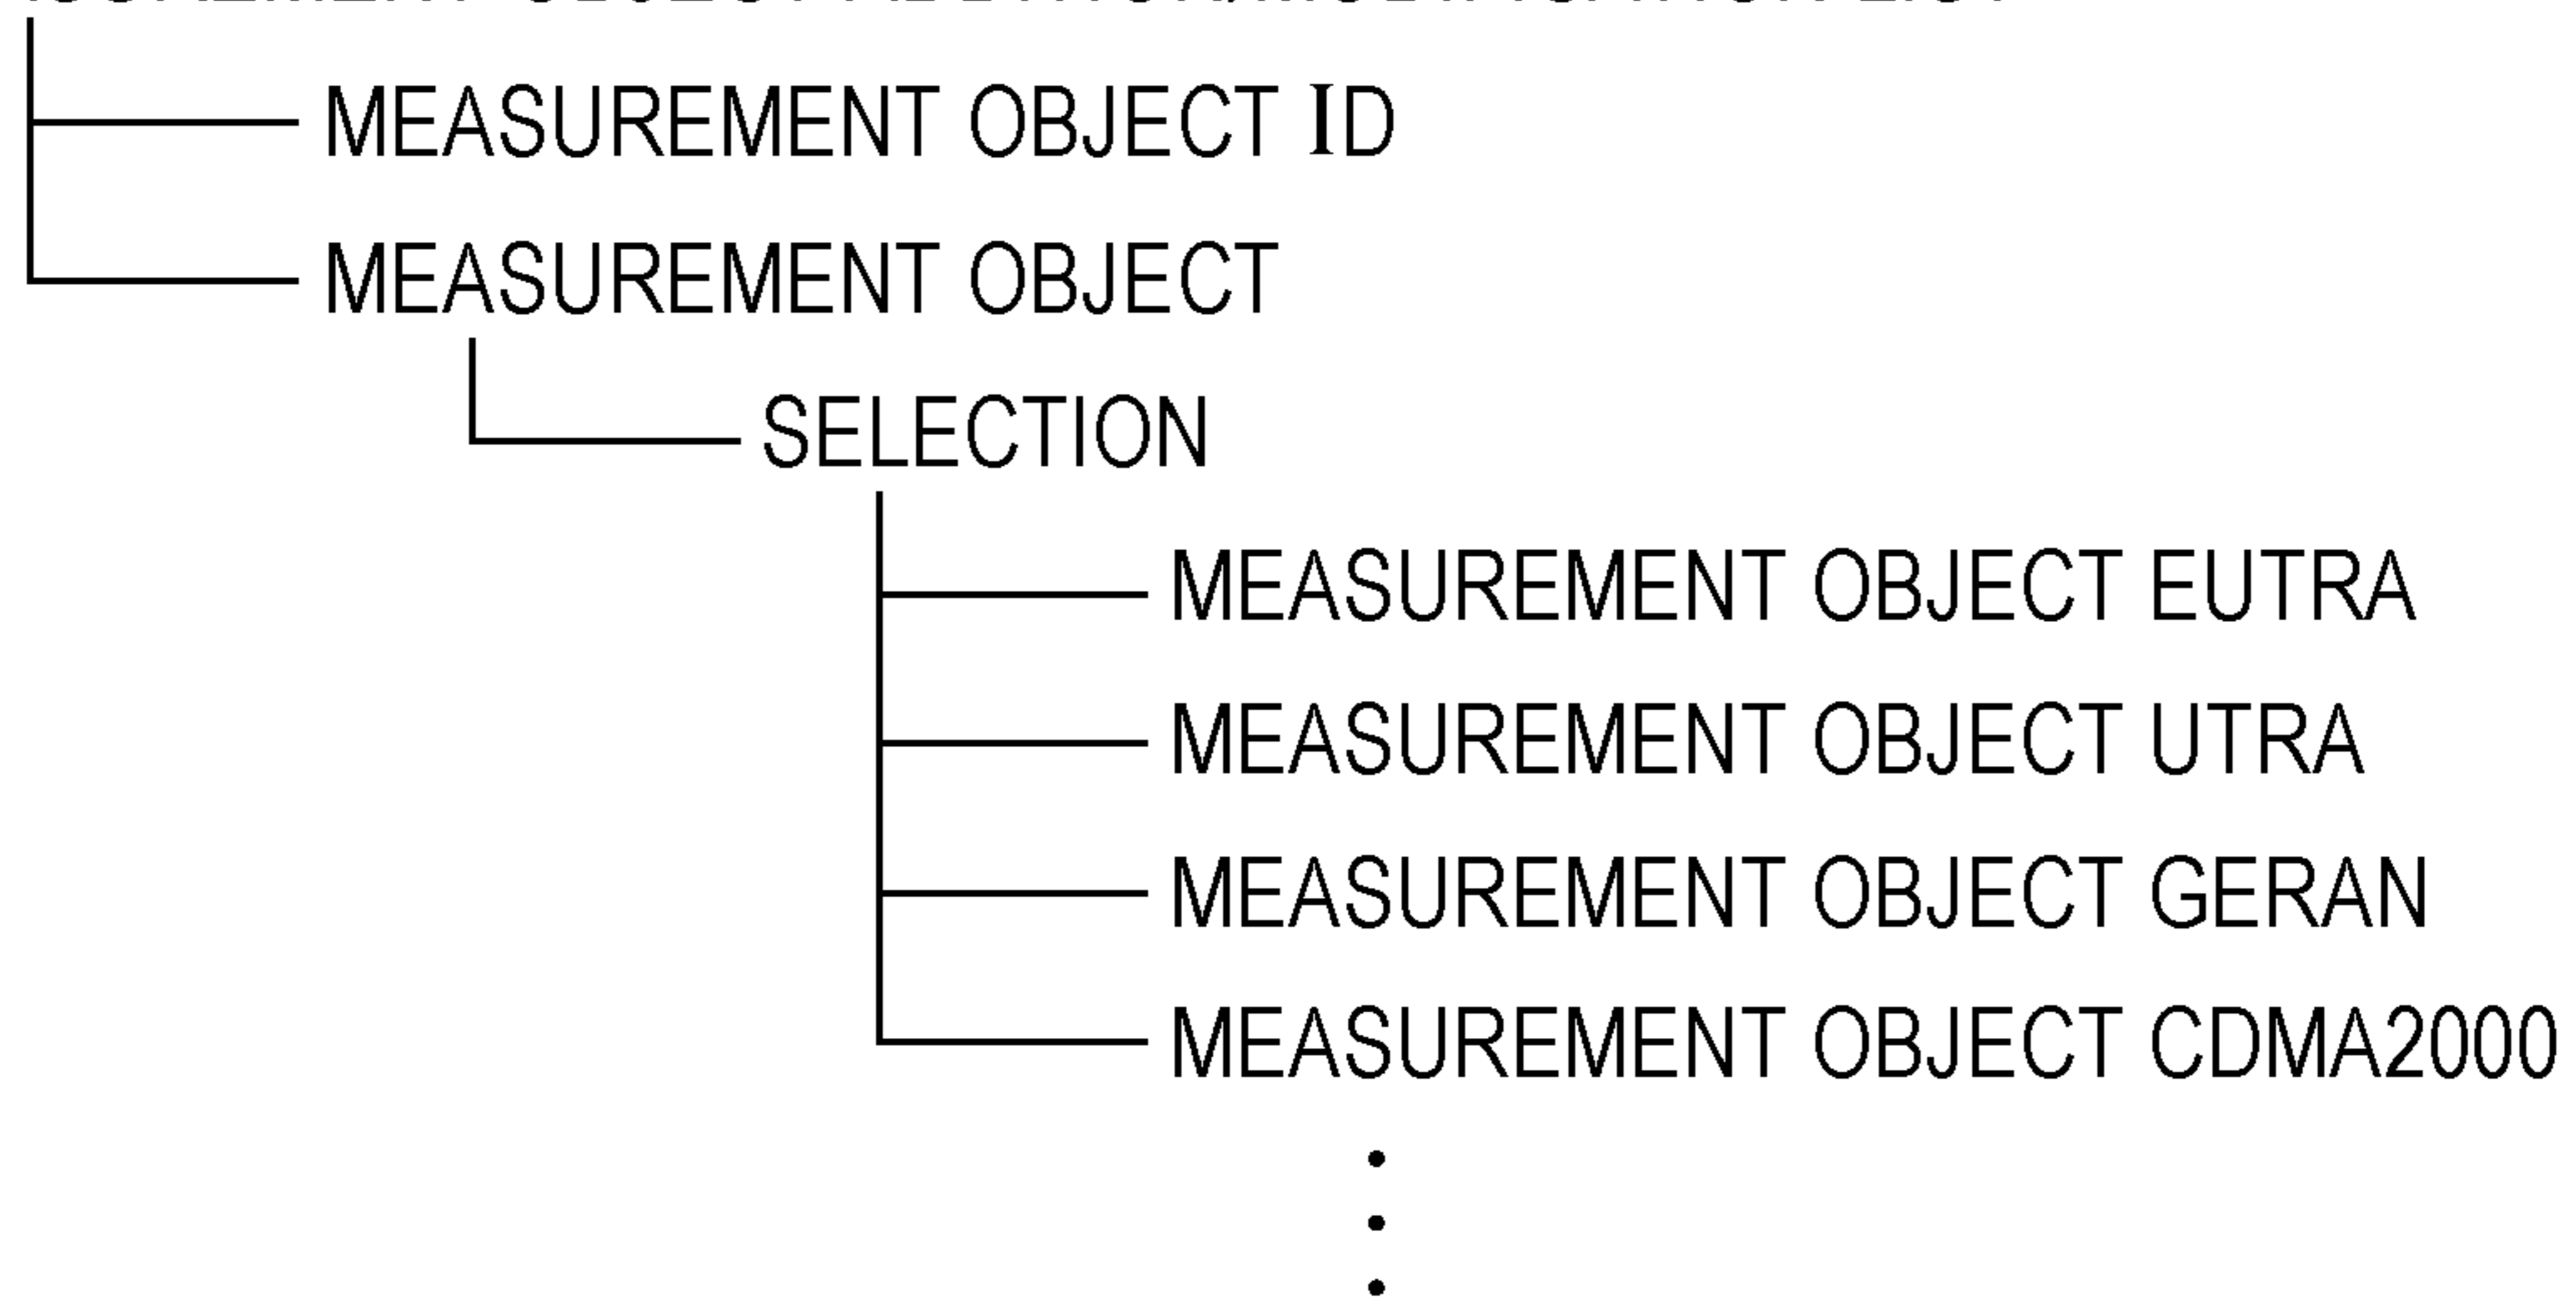 MEASUREMENT OBJECT ID
MEASUREMENT OBJECT
SELECTION
MEASUREMENT OBJECT EUTRA
MEASUREMENT OBJECT UTRA
MEASUREMENT OBJECT GERAN
MEASUREMENT OBJECT CDMA2000